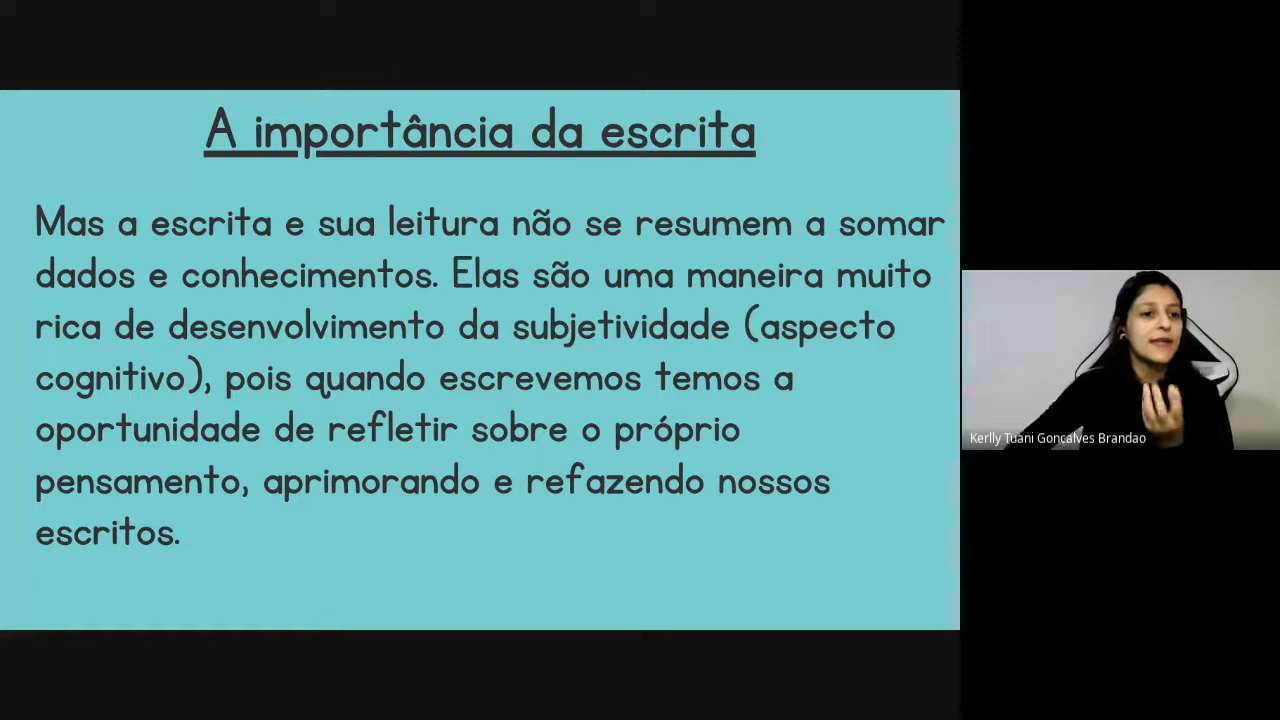 A importância da escrita
Mas a escrita e sua leitura não se resumem a somar
dados e conhecimentos. Elas são uma maneira muito
rica de desenvolvimento da subjetividade (aspecto
cognitivo), pois quando escrevemos temos a
oportunidade de refletir sobre o próprio
pensamento, aprimorando e refazendo nossos
escritos.
Kerlly Tuani Goncalves Brandao